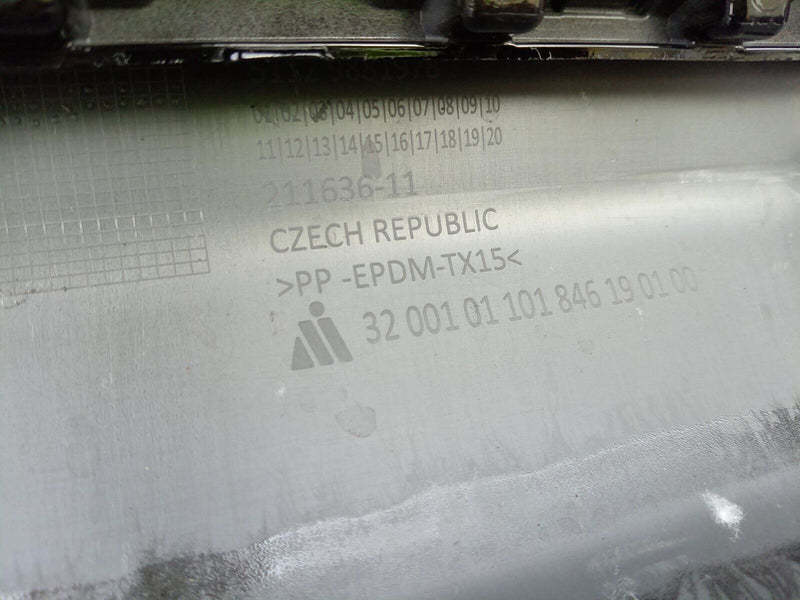 01|02|03|04|05|06|07|08|09|10
11|12|13|14|15|16|17|18|19|20
211636-11
CZECH REPUBLIC
>PP -EPDM-TX15<
32 001 01 101 846 19 01 00